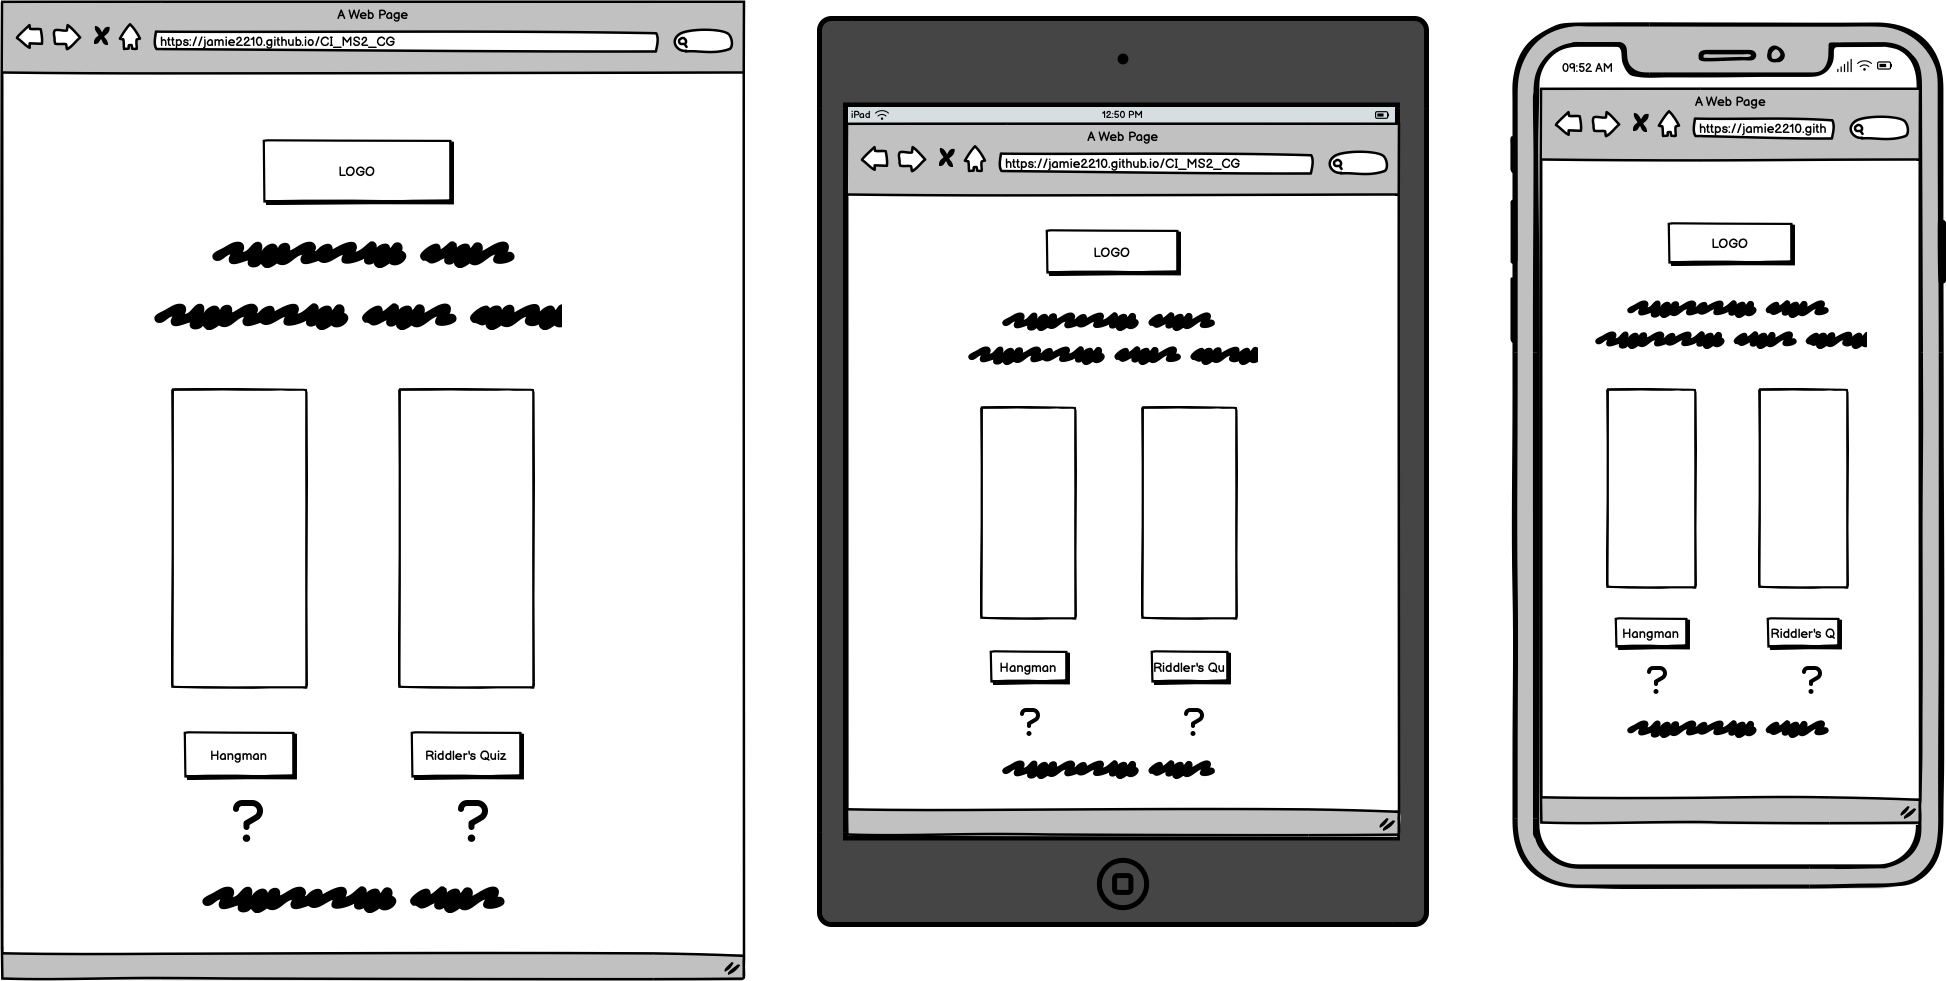 A Web Page
https://jamie2210.github.io/CI_MS2_CG
LOGO
Hangman
Riddler's Quiz
?
?
iPad
12:50 PM
A Web Page
https://jamie2210.github.io/CI_MS2_CG
LOGO
Hangman
Riddler's Qu
?
?
09:52 AM
A Web Page
https://jamie2210.gith
LOGO
Hangman
Riddler's Q
?
?